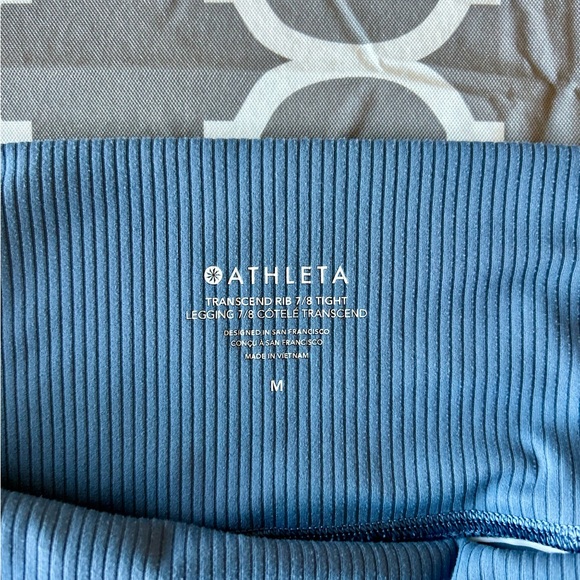 ATHLETA
TRANSCEND RIB 7/8 TIGHT
LEGGING 7/8 CÔTELÉ TRANSCEND
DESIGNED IN SAN FRANCISCO
CONÇU À SAN FRANCISCO
MADE IN VIETNAM
M